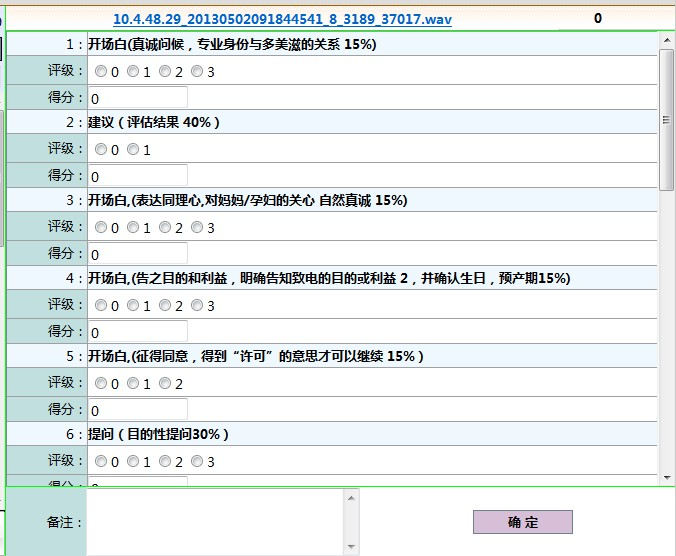 10.4.48.29_20130502091844541_8_3189_37017.wav 0
1： 开场白(真诚问候，专业身份与多美滋的关系 15%)
评级： 0 1 2 3
得分： 0
2： 建议（评估结果 40%）
评级： 0 1
得分： 0
3： 开场白,(表达同理心,对妈妈/孕妇的关心 自然真诚 15%)
评级： 0 1 2 3
得分： 0
4： 开场白,(告之目的和利益，明确告知致电的目的或利益 2，并确认生日，预产期15%)
评级： 0 1 2 3
得分： 0
5： 开场白,(征得同意，得到“许可”的意思才可以继续 15%）
评级： 0 1 2
得分： 0
6： 提问（目的性提问30%）
评级： 0 1 2 3
得分： 0
备注： 确 定